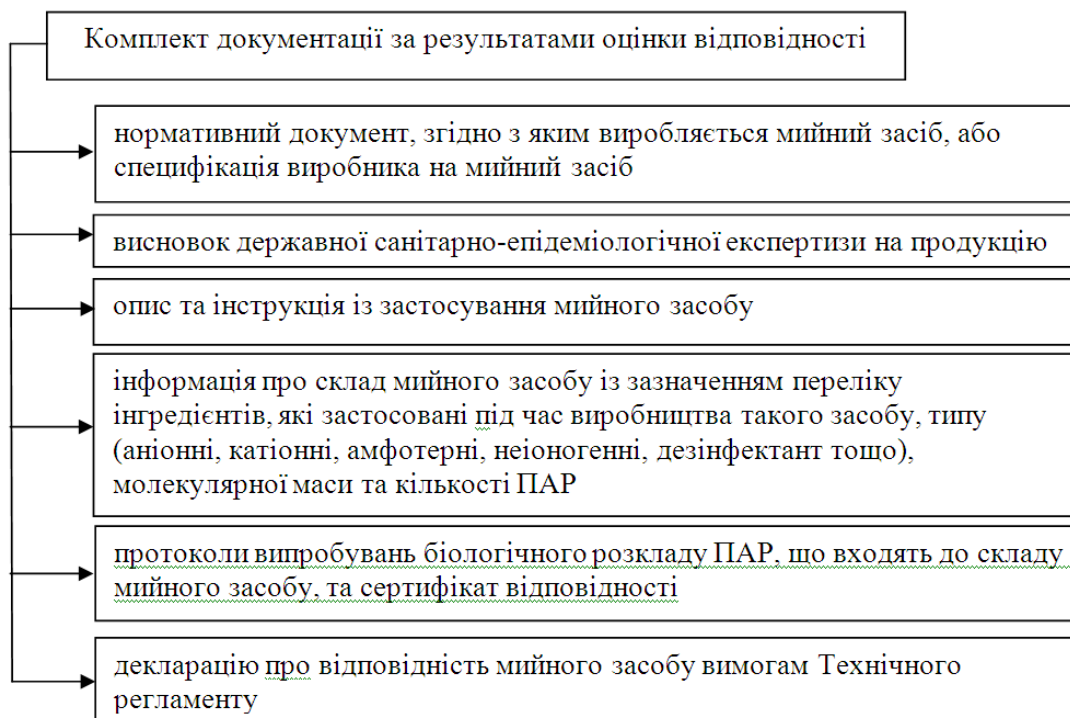 Комплект документації за результатами оцінки відповідності
нормативний документ, згідно з яким виробляється мийний засіб, або
специфікація виробника на мийний засіб
висновок державної санітарно-епідеміологічної експертизи на продукцію
опис та інструкція із застосування мийного засобу
інформація про склад мийного засобу із зазначенням переліку
інгредієнтів, які застосовані під час виробництва такого засобу, типу
(аніонні, катіонні, амфотерні, неіоногенні, дезінфектант тощо),
молекулярної маси та кількості ПАР
протоколи випробувань біологічного розкладу ПАР, що входять до складу
мийного засобу, та сертифікат відповідності
декларацію про відповідність мийного засобу вимогам Технічного
регламенту